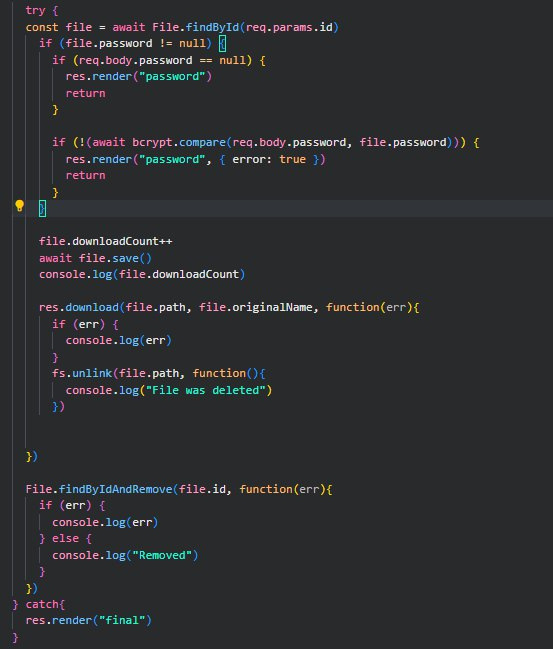 try {
const file = await File.findById(req.params.id)
if (file.password != null) {
if (req.body.password == null) {
res.render("password")
return
}
if (!(await bcrypt.compare(req.body.password, file.password))) {
res.render("password", { error: true })
return
}
}
file.downloadCount++
await file.save()
console.log(file.downloadCount)
res.download(file.path, file.originalName, function(err){
if (err) {
console.log(err)
}
fs.unlink(file.path, function(){
console.log("File was deleted")
})
})
File.findByIdAndRemove(file.id, function(err){
if (err) {
console.log(err)
} else {
console.log("Removed")
}
})
} catch{
res.render("final")
}